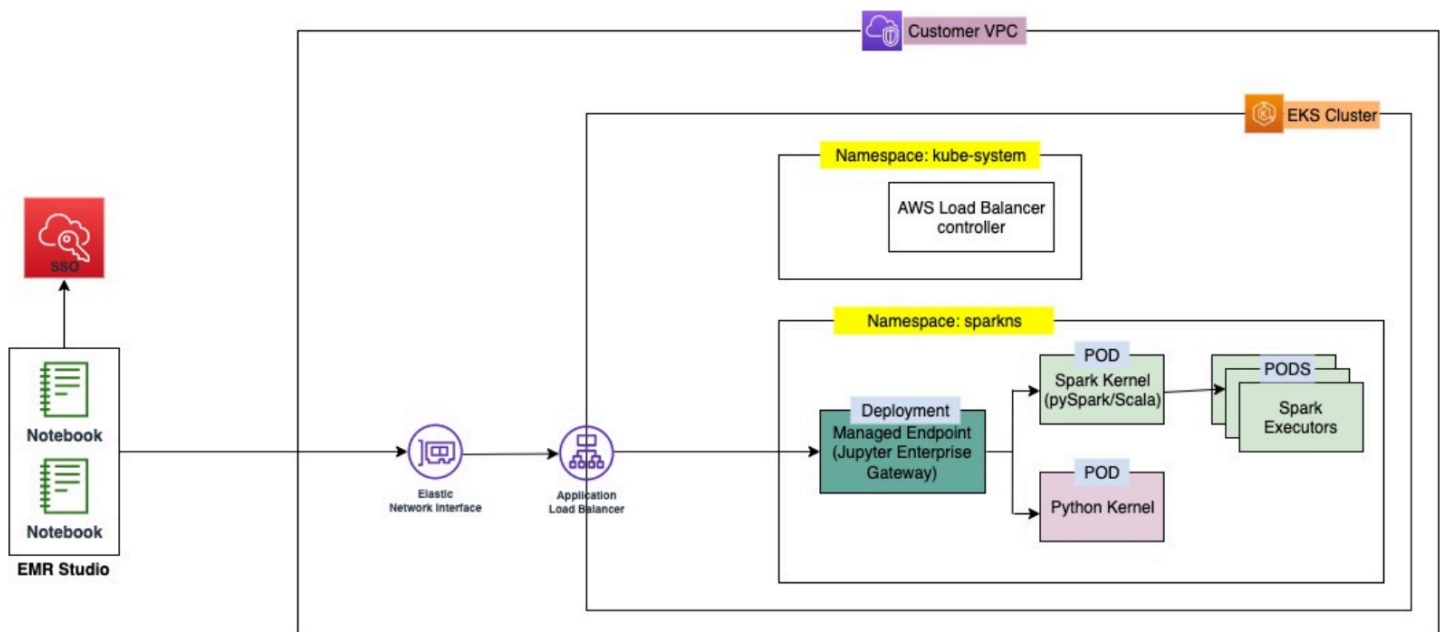 Customer VPC
EKS Cluster
Namespace: kube-system
AWS Load Balancer
controller
SSO
Namespace: sparkns
POD
Spark Kernel
(pySpark/Scala)
PODS
Spark
Executors
Deployment
Managed Endpoint
(Jupyter Enterprise
Gateway)
POD
Python Kernel
Notebook
Notebook
EMR Studio
Elastic
Network Interface
Application
Load Balancer